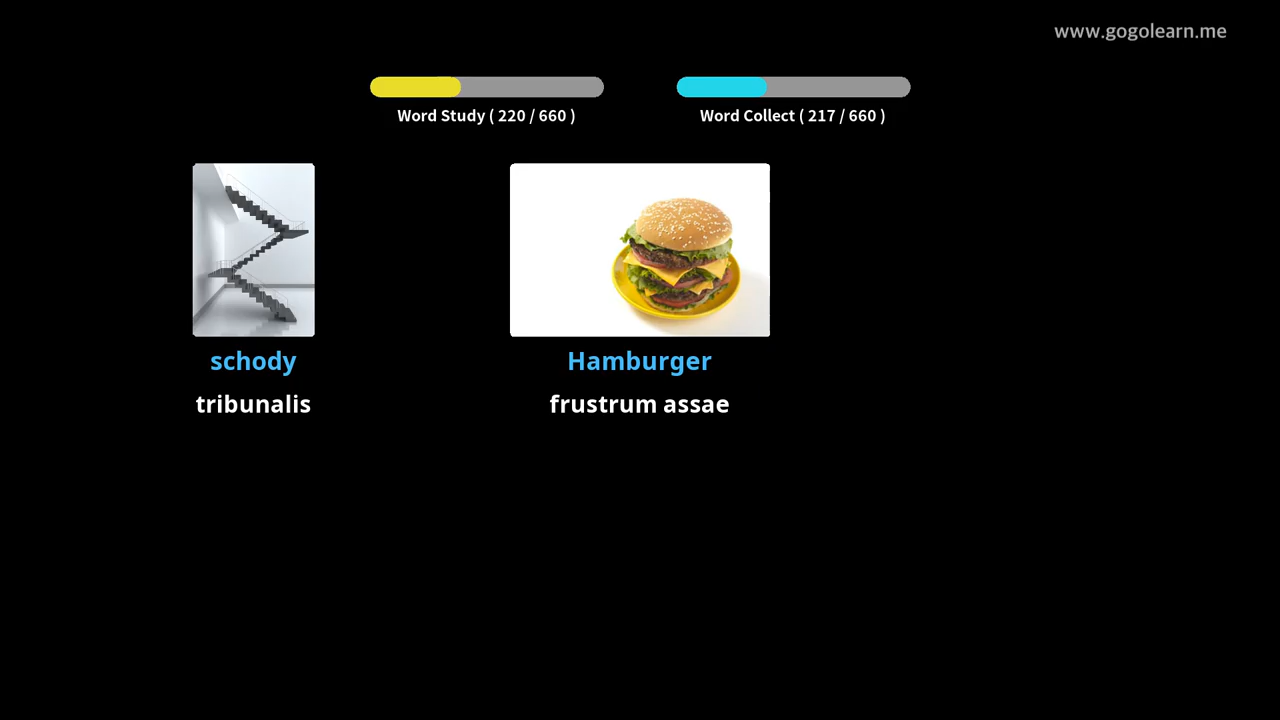 www.gogolearn.me
Word Study ( 220 / 660 )
Word Collect ( 217 / 660 )
schody
Hamburger
tribunalis
frustrum assae